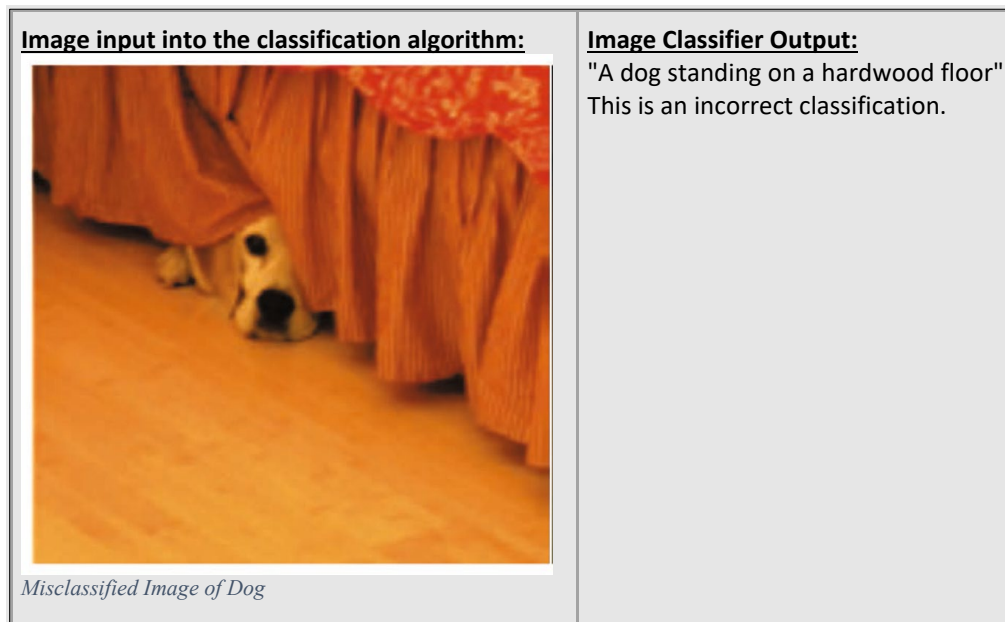 Image input into the classification algorithm:
Misclassified Image of Dog
Image Classifier Output:
"A dog standing on a hardwood floor"
This is an incorrect classification.